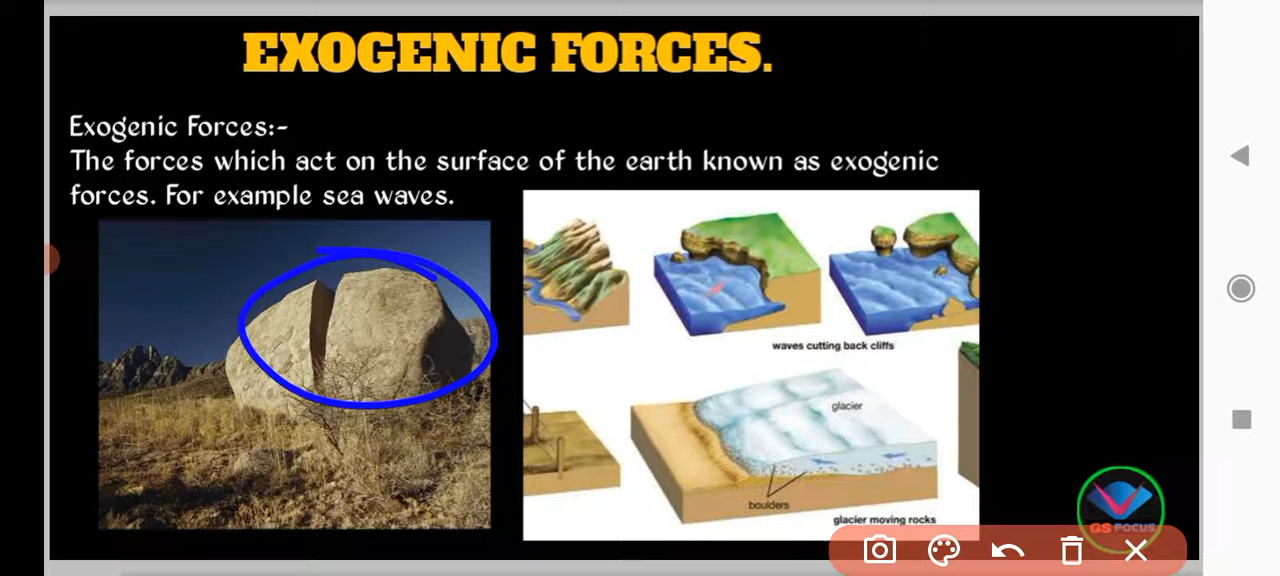 EXOGENIC FORCES.
Exogenic Forces:-
The forces which act on the surface of the earth known as exogenic
forces. For example sea waves.
waves cutting back cliffs
glacier
boulders
glacier moving rocks
GS FOCUS